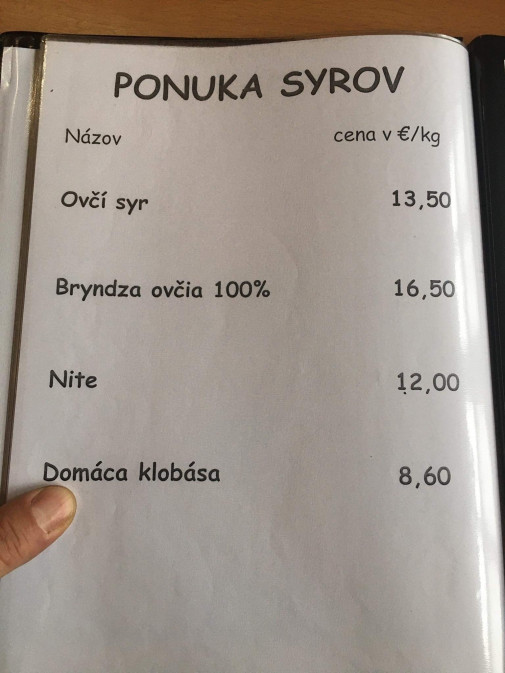 PONUKA SYROV
Názov cena v €/kg
Ovčí syr 13,50
Bryndza ovčia 100% 16,50
Nite 12,00
Domáca klobása 8,60